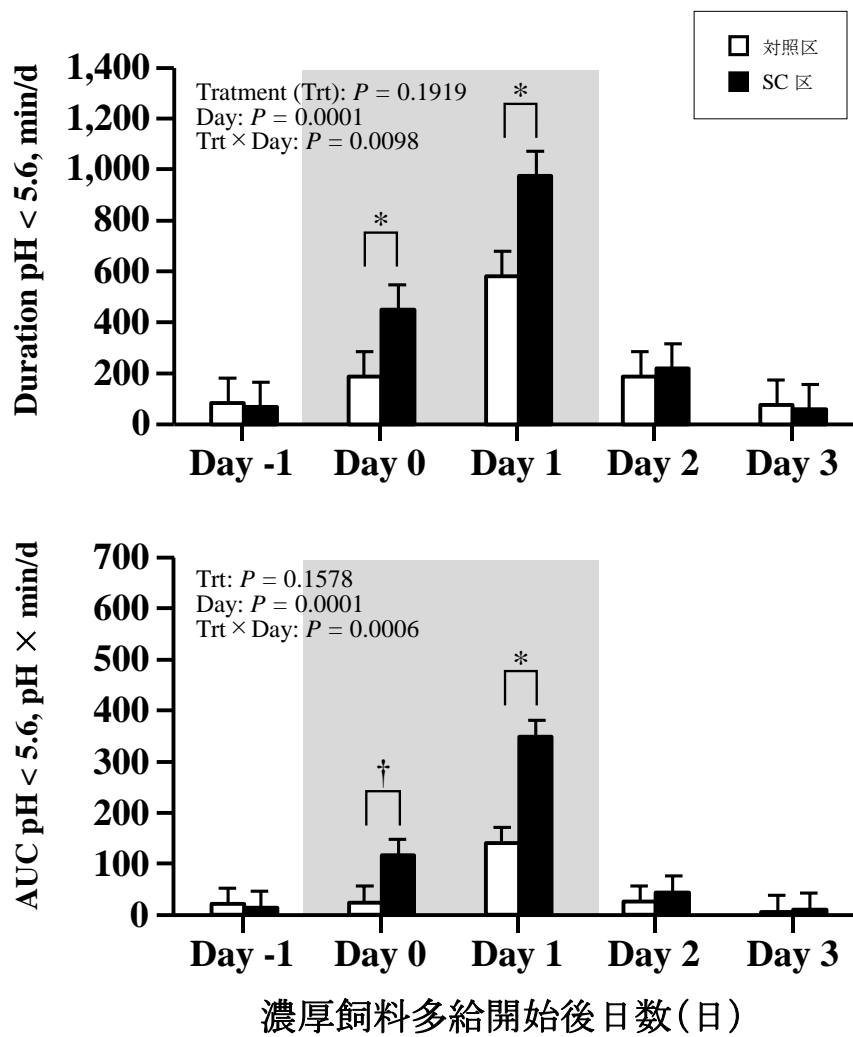 対照区
SC 区
Duration pH < 5.6, min/d
1,400
1,200
1,000
800
600
400
200
0
Tratment (Trt): P = 0.1919
Day: P = 0.0001
Trt × Day: P = 0.0098
*
*
Day -1 Day 0 Day 1 Day 2 Day 3
AUC pH < 5.6, pH × min/d
700
600
500
400
300
200
100
0
Trt: P = 0.1578
Day: P = 0.0001
Trt × Day: P = 0.0006
*
†
Day -1 Day 0 Day 1 Day 2 Day 3
濃厚飼料多給開始後日数(日)